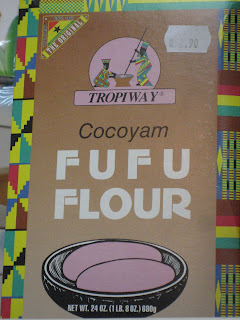 THE ORIGINAL
TROPIWAY®
Cocoyam
FUFU
FLOUR
NET WT. 24 OZ. (1 LB. 8 OZ.) 680g